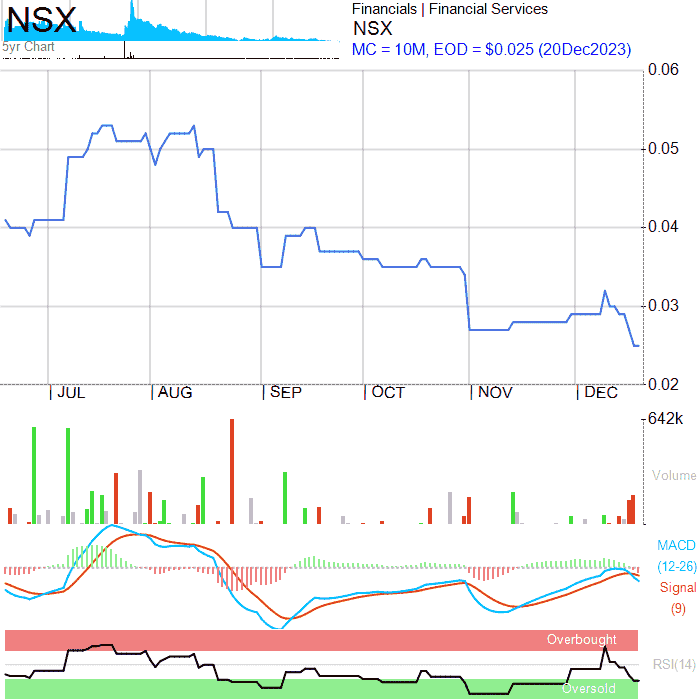 NSX
5yr Chart
Financials | Financial Services
NSX
MC = 10M, EOD = $0.025 (20Dec2023)
0.06
0.05
0.04
0.03
0.02
JUL AUG SEP OCT NOV DEC
642k
Volume
MACD
(12-26)
Signal
(9)
Overbought
RSI(14)
Oversold